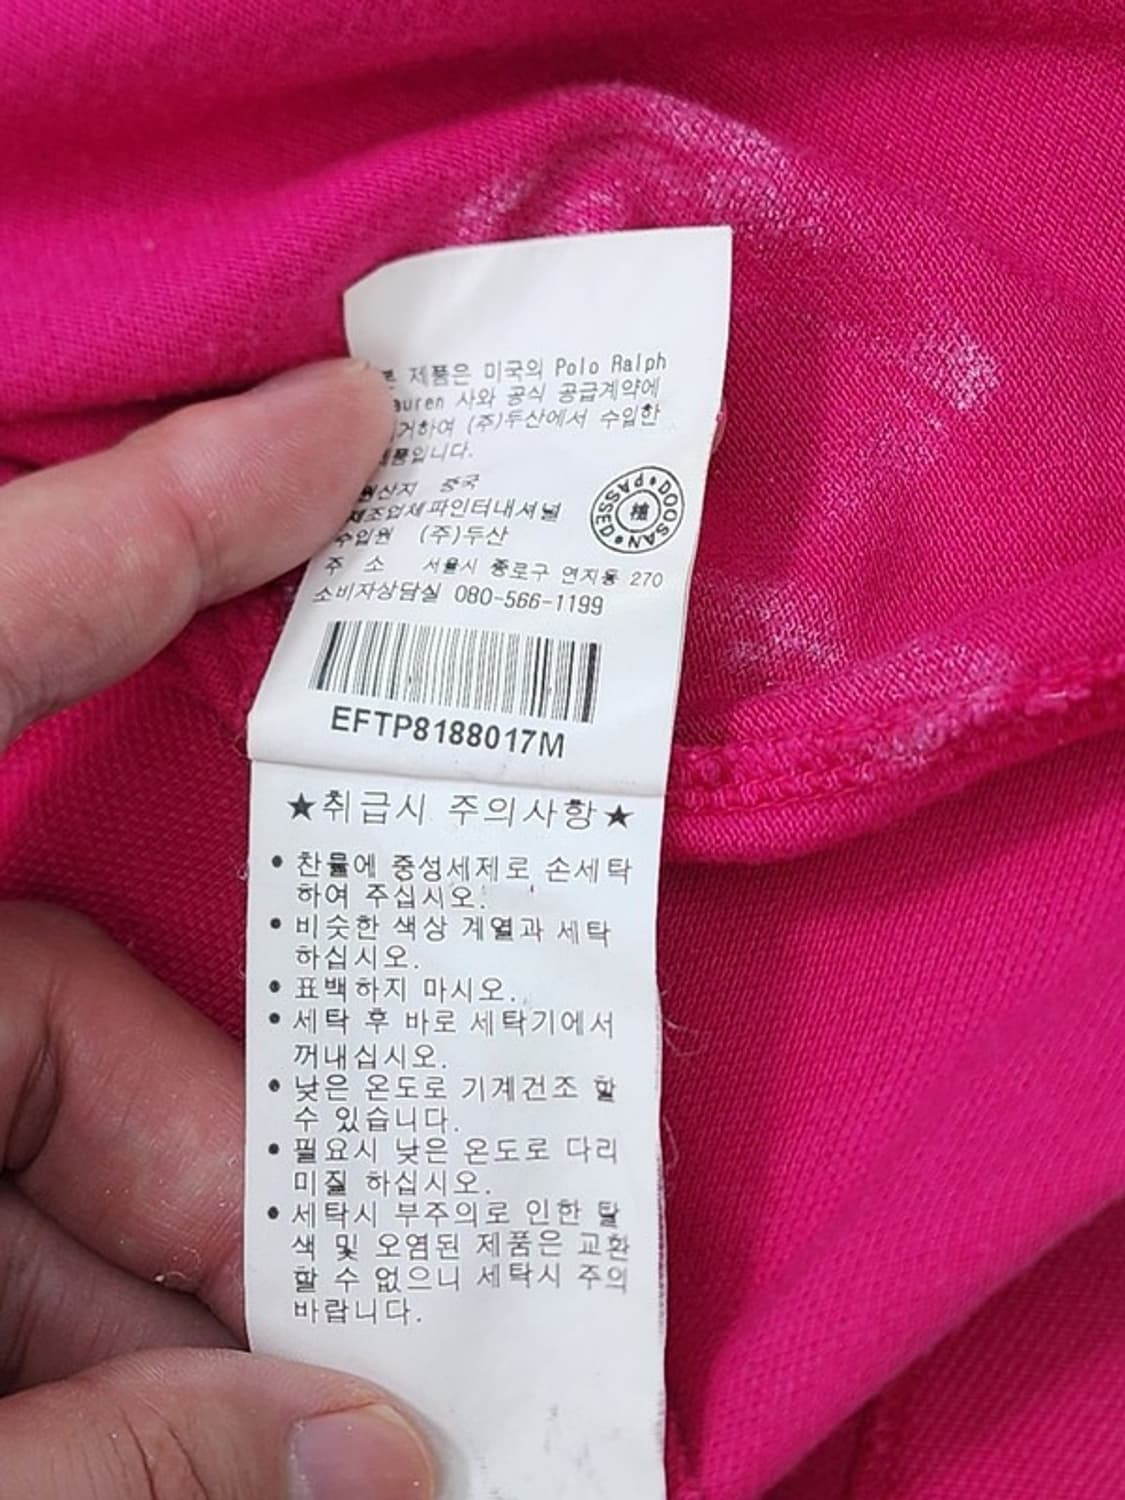 제품은 미국의 Polo Ralph
auren 사와 공식 공급계약에
거하여 (주)두산에서 수입한
품입니다.
원산지 중국
제조업체 파인터내셔널
수입원 (주)두산
주 소 서울시 종로구 연지동 270
소비자상담실 080-566-1199
DOOSAN PASSED
檢
EFTP8188017M
★취급시 주의사항★
• 찬물에 중성세제로 손세탁
하여 주십시오.
• 비슷한 색상 계열과 세탁
하십시오.
• 표백하지 마시오.
• 세탁 후 바로 세탁기에서
꺼내십시오.
• 낮은 온도로 기계건조 할
수 있습니다.
• 필요시 낮은 온도로 다리
미질 하십시오.
• 세탁시 부주의로 인한 탈
색 및 오염된 제품은 교환
할 수 없으니 세탁시 주의
바랍니다.